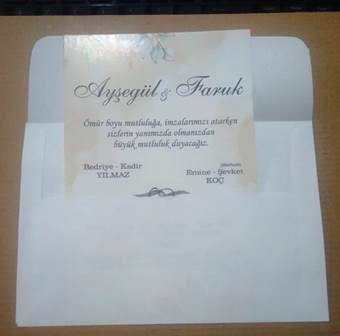 Ayşegül & Faruk
Ömür boyu mutluluğa, imzalarımızı atarken
sizlerin yanımızda olmanızdan
büyük mutluluk duyacağız.
Bedriye - Kadir
YILMAZ
Emine - Şevket
KOÇ